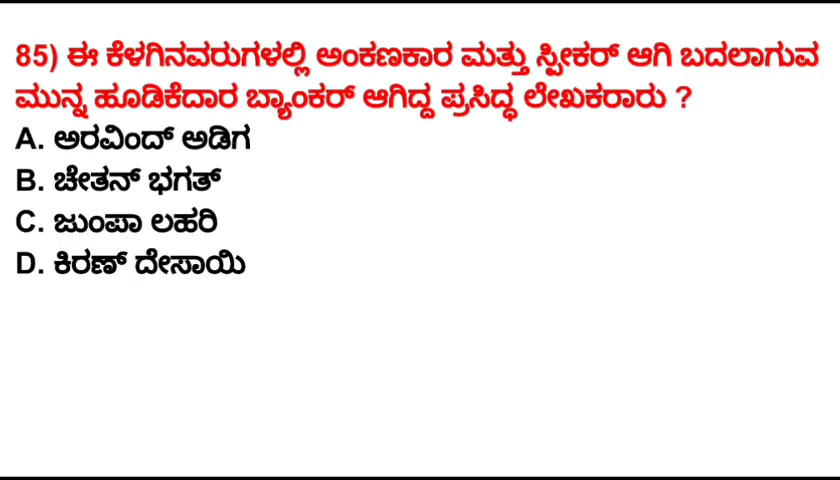 85) ಈ ಕೆಳಗಿನವರುಗಳಲ್ಲಿ ಅಂಕಣಕಾರ ಮತ್ತು ಸ್ಪೀಕರ್ ಆಗಿ ಬದಲಾಗುವ
ಮುನ್ನ ಹೂಡಿಕೆದಾರ ಬ್ಯಾಂಕರ್ ಆಗಿದ್ದ ಪ್ರಸಿದ್ಧ ಲೇಖಕರಾರು ?
A. ಅರವಿಂದ್ ಅಡಿಗ
B. ಚೇತನ್ ಭಗತ್
C. ಜುಂಪಾ ಲಹರಿ
D. ಕಿರಣ್ ದೇಸಾಯಿ